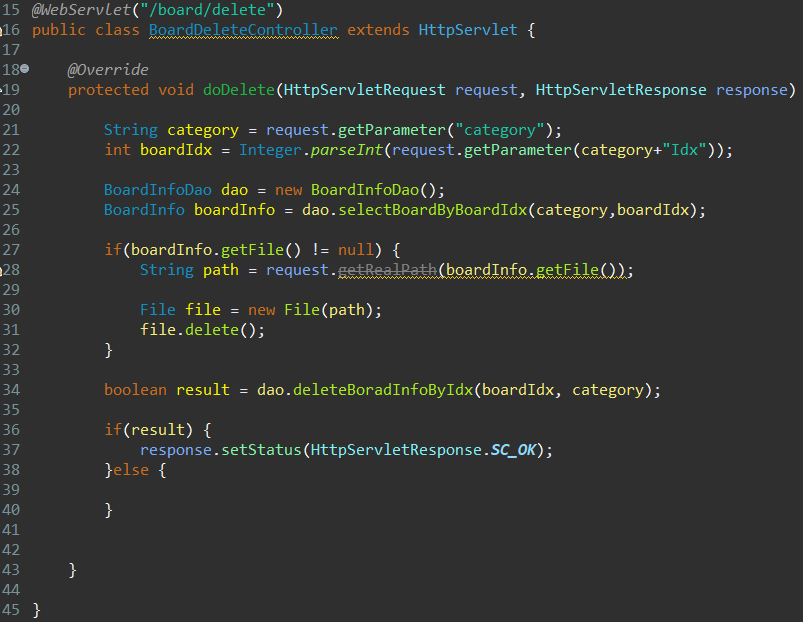 15 @WebServlet("/board/delete")
16 public class BoardDeleteController extends HttpServlet {
17
18 @Override
19 protected void doDelete(HttpServletRequest request, HttpServletResponse response)
20
21 String category = request.getParameter("category");
22 int boardIdx = Integer.parseInt(request.getParameter(category+"Idx"));
23
24 BoardInfoDao dao = new BoardInfoDao();
25 BoardInfo boardInfo = dao.selectBoardByBoardIdx(category,boardIdx);
26
27 if(boardInfo.getFile() != null) {
28 String path = request.getRealPath(boardInfo.getFile());
29
30 File file = new File(path);
31 file.delete();
32 }
33
34 boolean result = dao.deleteBoradInfoByIdx(boardIdx, category);
35
36 if(result) {
37 response.setStatus(HttpServletResponse.SC_OK);
38 }else {
39
40 }
41
42
43 }
44
45 }